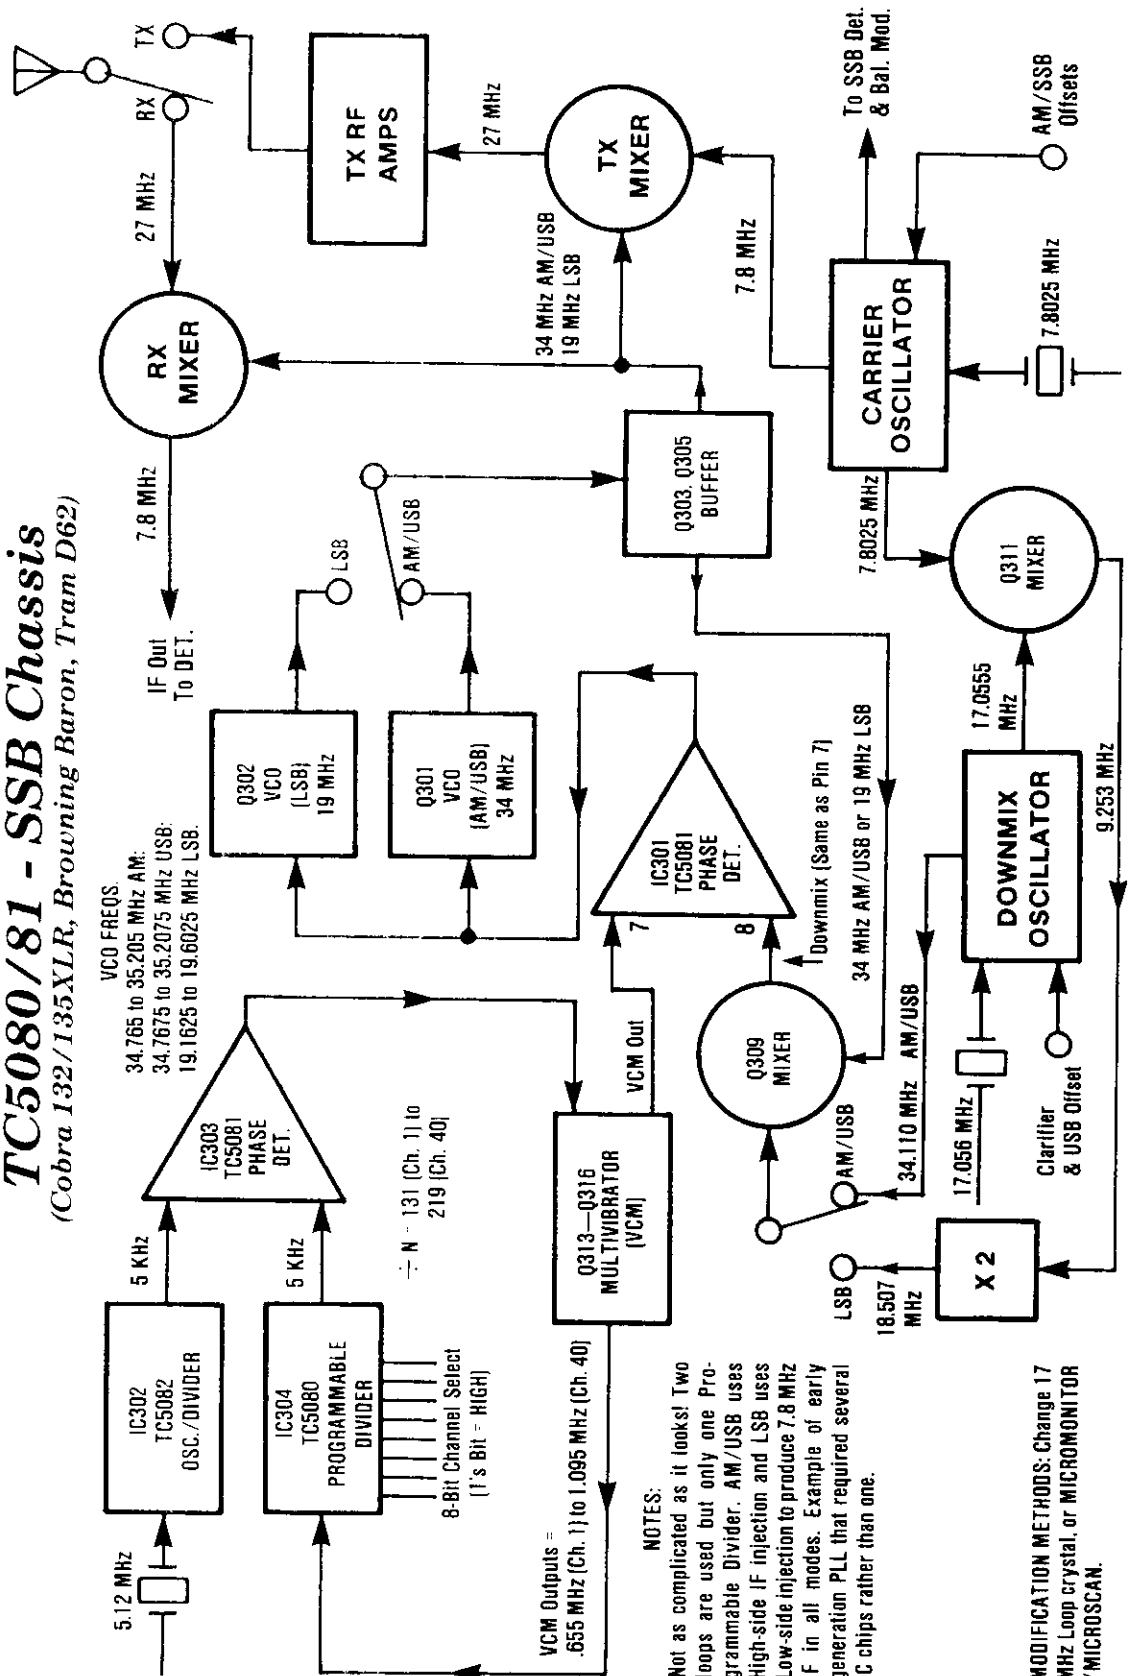 TC5080/81 - SSB Chassis
(Cobra 132/135XLR, Browning Baron, Tram D62)
5.12 MHz
IC302
TC5082
OSC./DIVIDER
5 KHz
IC304
TC5080
PROGRAMMABLE
DIVIDER
5 KHz
8-Bit Channel Select
(1's Bit = HIGH)
IC303
TC5081
PHASE
DET.
÷ N = 131 (Ch. 1) to
219 (Ch. 40)
VCO FREQS.
34.765 to 35.205 MHz AM:
34.7675 to 35.2075 MHz USB:
19.1625 to 19.6025 MHz LSB.
Q302
VCO
(LSB)
19 MHz
Q301
VCO
(AM/USB)
34 MHz
LSB
AM/USB
IF Out
To DET.
7.8 MHz
RX
MIXER
27 MHz
RX
TX
TX RF
AMPS
27 MHz
TX
MIXER
34 MHz AM/USB
19 MHz LSB
Q303, Q305
BUFFER
7.8 MHz
To SSB Det.
& Bal. Mod.
AM/SSB
Offsets
CARRIER
OSCILLATOR
7.8025 MHz
7.8025 MHz
Q311
MIXER
17.0555
MHz
DOWNMIX
OSCILLATOR
9.253 MHz
IC301
TC5081
PHASE
DET.
7
8
Downmix (Same as Pin 7)
34 MHz AM/USB or 19 MHz LSB
Q309
MIXER
VCM Out
Q313—Q316
MULTIVIBRATOR
(VCM)
VCM Outputs =
.655 MHz (Ch. 1) to 1.095 MHz (Ch. 40)
AM/USB
34.110 MHz AM/USB
17.056 MHz
Clarifier
& USB Offset
LSB
18.507
MHz
X 2
NOTES:
Not as complicated as it looks! Two
loops are used but only one Pro-
grammable Divider. AM/USB uses
High-side IF injection and LSB uses
Low-side injection to produce 7.8 MHz
F in all modes. Example of early
generation PLL that required several
C chips rather than one.
MODIFICATION METHODS: Change 17
MHz Loop crystal, or MICROMONITOR
/MICROSCAN.